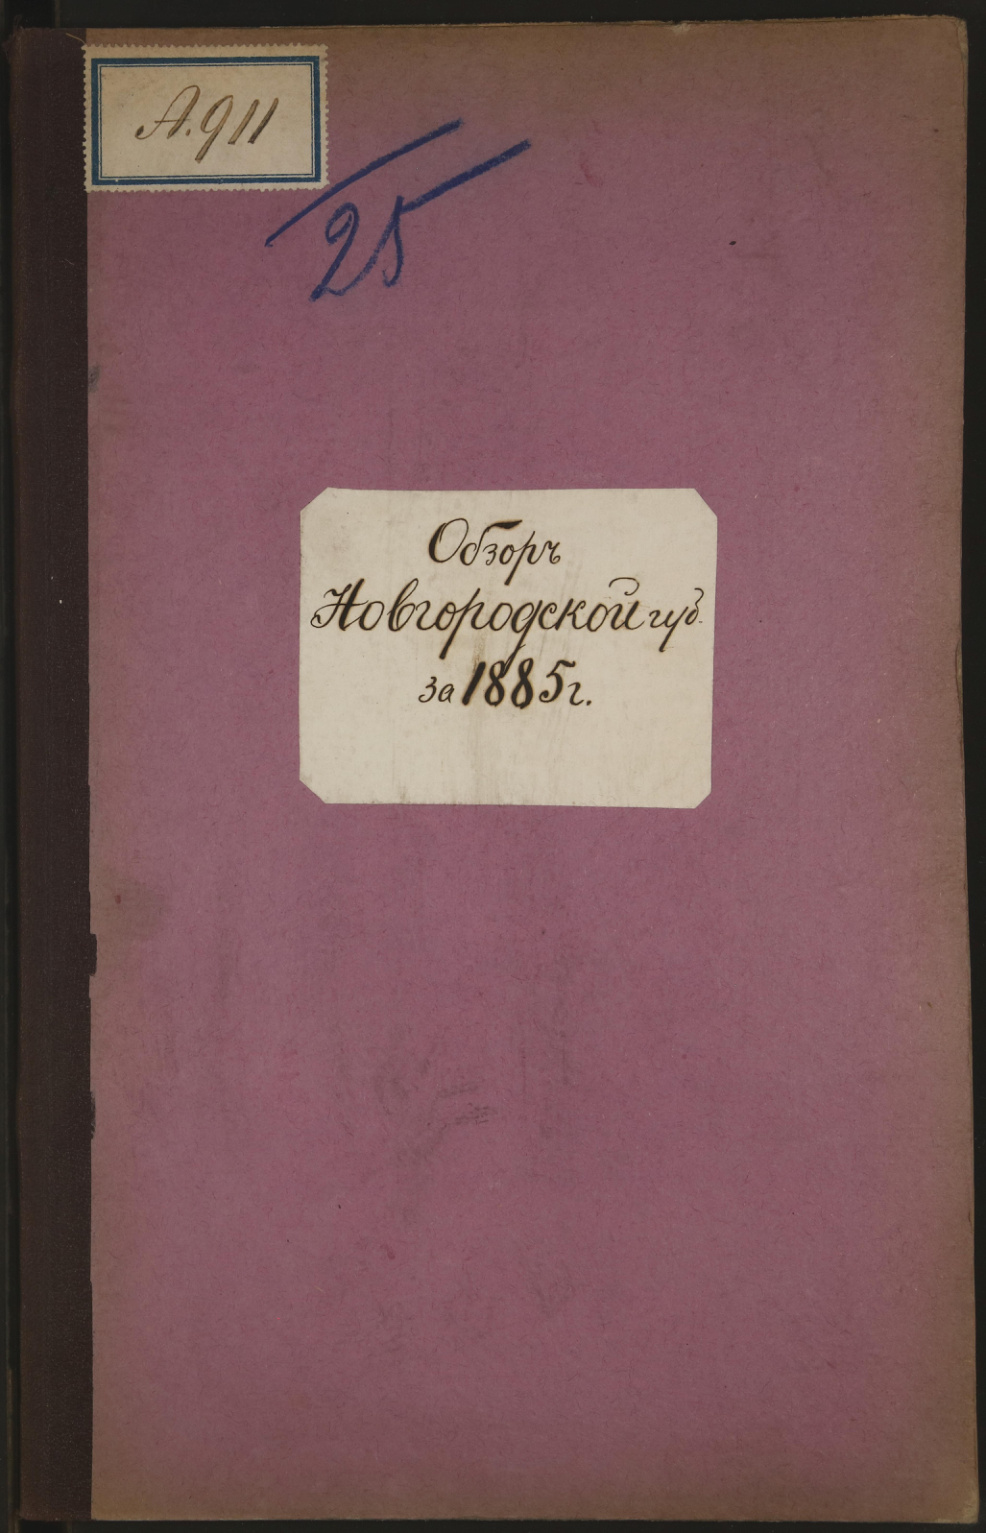 А.911
25
Обзоръ
Новгородской губ.
за 1885 г.